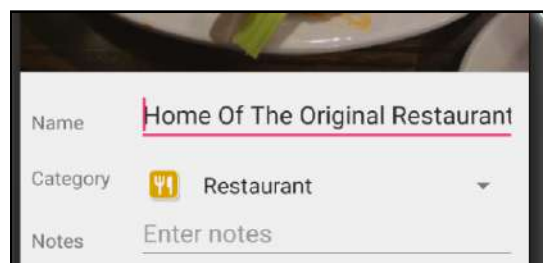 Name Home Of The Original Restaurant
Category Restaurant
Notes Enter notes